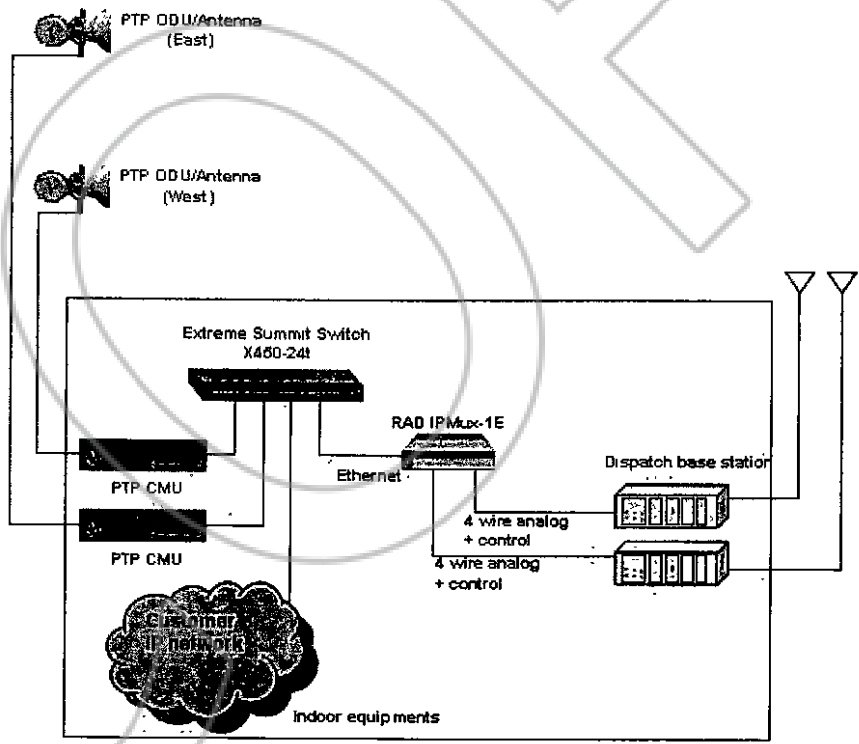 PTP ODU/Antenna
(East)
PTP ODU/Antenna
(West)
Extreme Summit Switch
X450-24t
RAD IPMux-1E
Ethernet
Dispatch base station
PTP CMU
4 wire analog
+ control
PTP CMU
4 wire analog
+ control
Customer
IP network
Indoor equipments